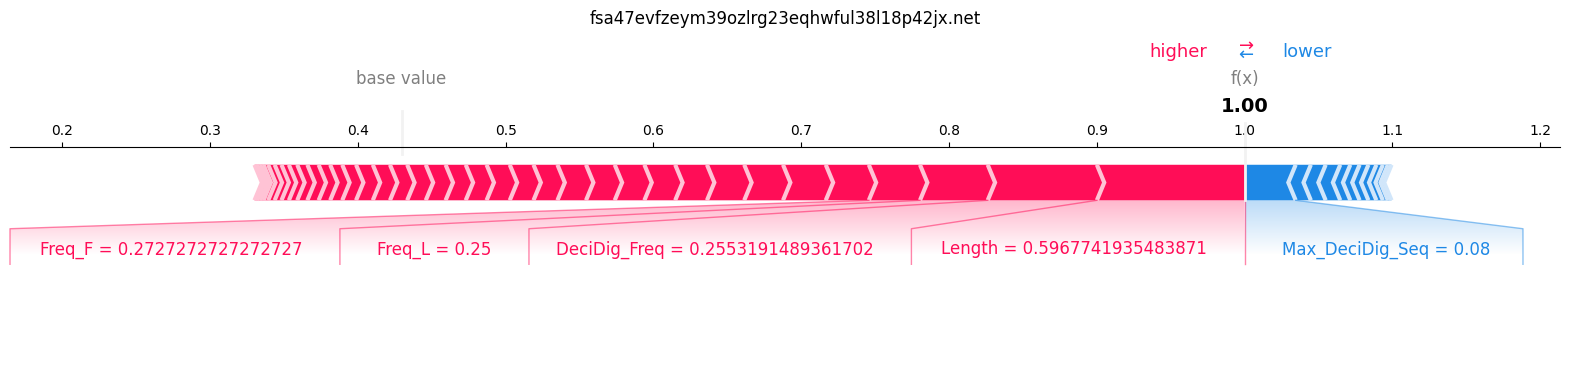 fsa47evfzeym39ozlrg23eqhwful38l18p42jx.net
higher ⇄ lower
base value f(x)
1.00
0.2 0.3 0.4 0.5 0.6 0.7 0.8 0.9 1.0 1.1 1.2
Freq_F = 0.2727272727272727 Freq_L = 0.25 DeciDig_Freq = 0.2553191489361702 Length = 0.5967741935483871 Max_DeciDig_Seq = 0.08